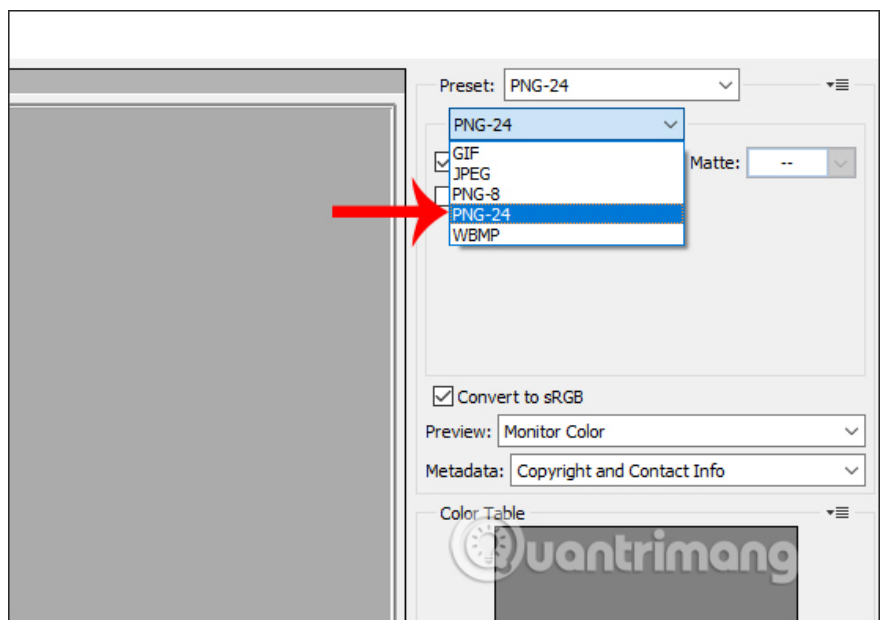 Preset: PNG-24
PNG-24
GIF
Matte: --
JPEG
PNG-8
PNG-24
WBMP
Convert to sRGB
Preview: Monitor Color
Metadata: Copyright and Contact Info
Color Table
Quantrimang